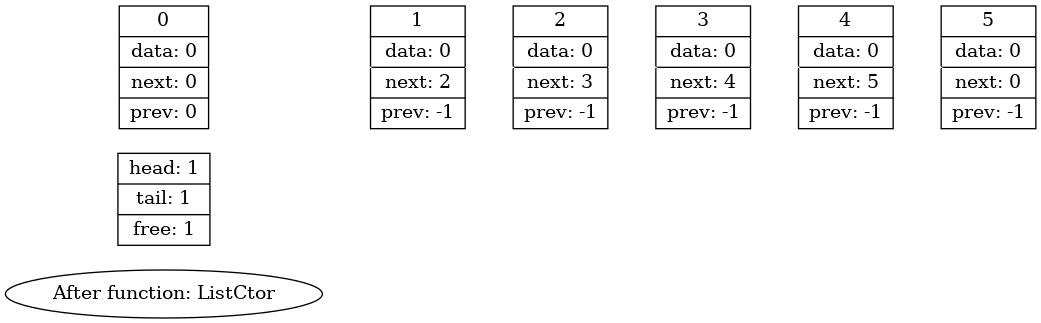 0
data: 0
next: 0
prev: 0
1
data: 0
next: 2
prev: -1
2
data: 0
next: 3
prev: -1
3
data: 0
next: 4
prev: -1
4
data: 0
next: 5
prev: -1
5
data: 0
next: 0
prev: -1
head: 1
tail: 1
free: 1
After function: ListCtor